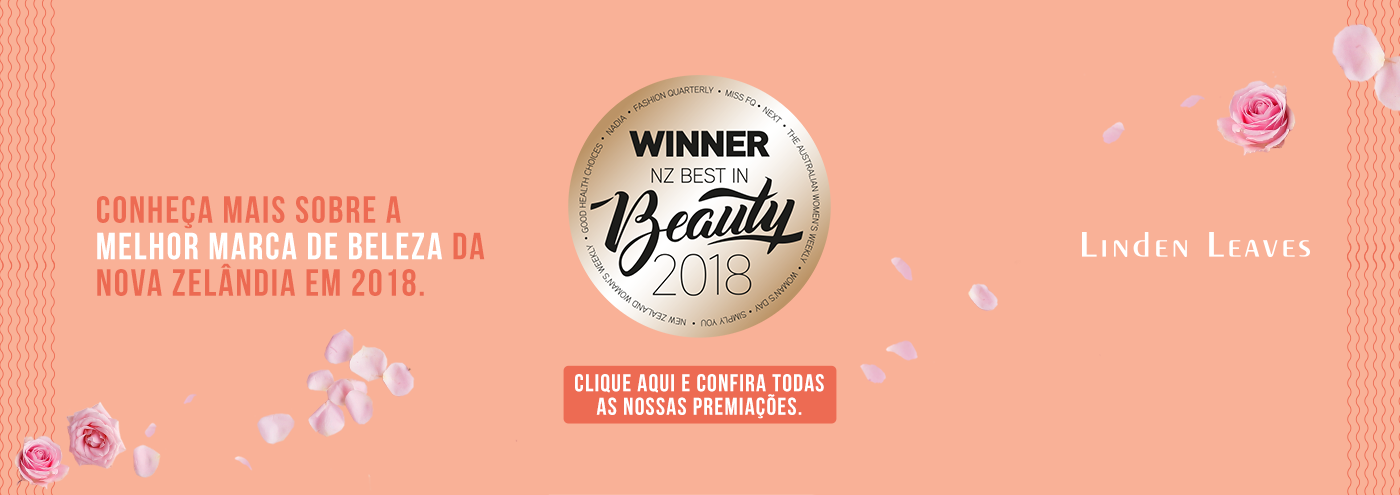 CONHEÇA MAIS SOBRE A
MELHOR MARCA DE BELEZA DA
NOVA ZELÂNDIA EM 2018.
GOOD HEALTH CHOICES • NADIA • FASHION QUARTERLY • MISS FQ • NEXT • THE AUSTRALIAN WOMEN'S WEEKLY • WOMAN'S DAY • SIMPLY YOU • NEW ZEALAND WOMAN'S WEEKLY •
WINNER
NZ BEST IN
Beauty
2018
CLIQUE AQUI E CONFIRA TODAS
AS NOSSAS PREMIAÇÕES.
LINDEN LEAVES